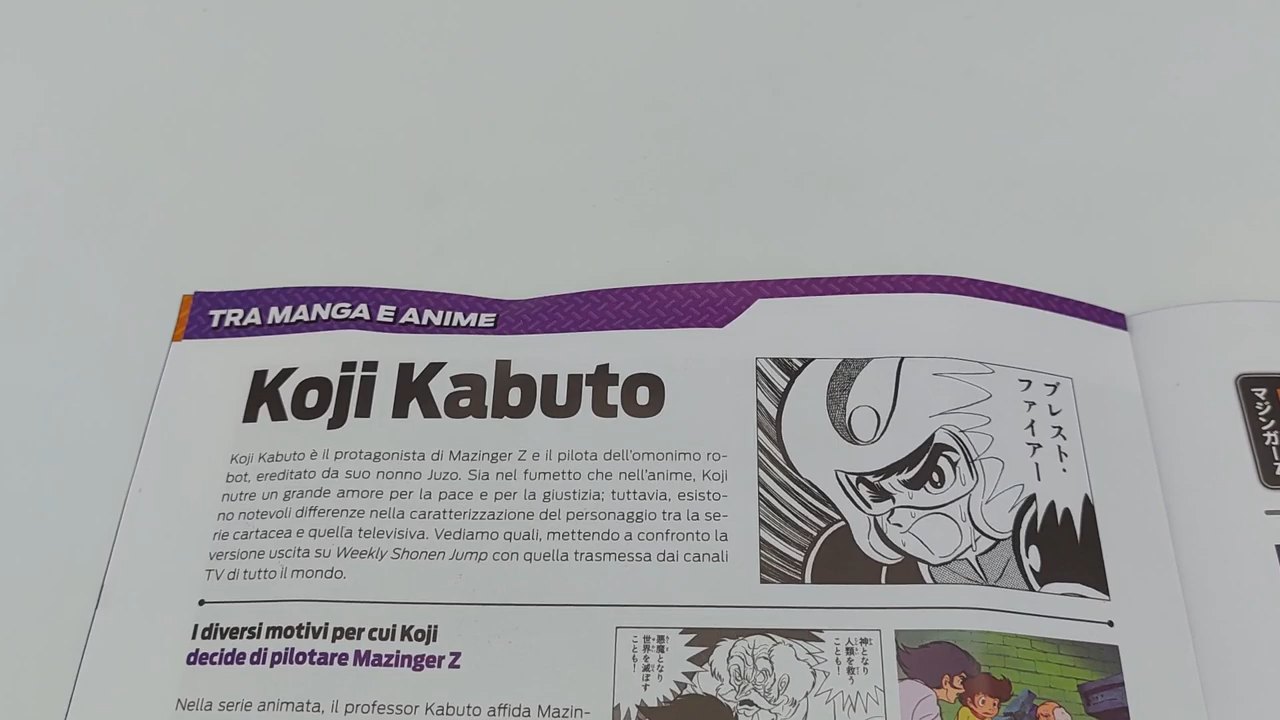 TRA MANGA E ANIME
Koji Kabuto
Koji Kabuto è il protagonista di Mazinger Z e il pilota dell'omonimo ro-
bot, ereditato da suo nonno Juzo. Sia nel fumetto che nell'anime, Koji
nutre un grande amore per la pace e per la giustizia; tuttavia, esisto-
no notevoli differenze nella caratterizzazione del personaggio tra la se-
rie cartacea e quella televisiva. Vediamo quali, mettendo a confronto la
versione uscita su Weekly Shonen Jump con quella trasmessa dai canali
TV di tutto il mondo.
ブレスト・
ファイアー
I diversi motivi per cui Koji
decide di pilotare Mazinger Z
Nella serie animata, il professor Kabuto affida Mazin-
神となり
人類を救う
ことも!
悪魔となり
世界を滅ぼす
ことも!
マジンガー